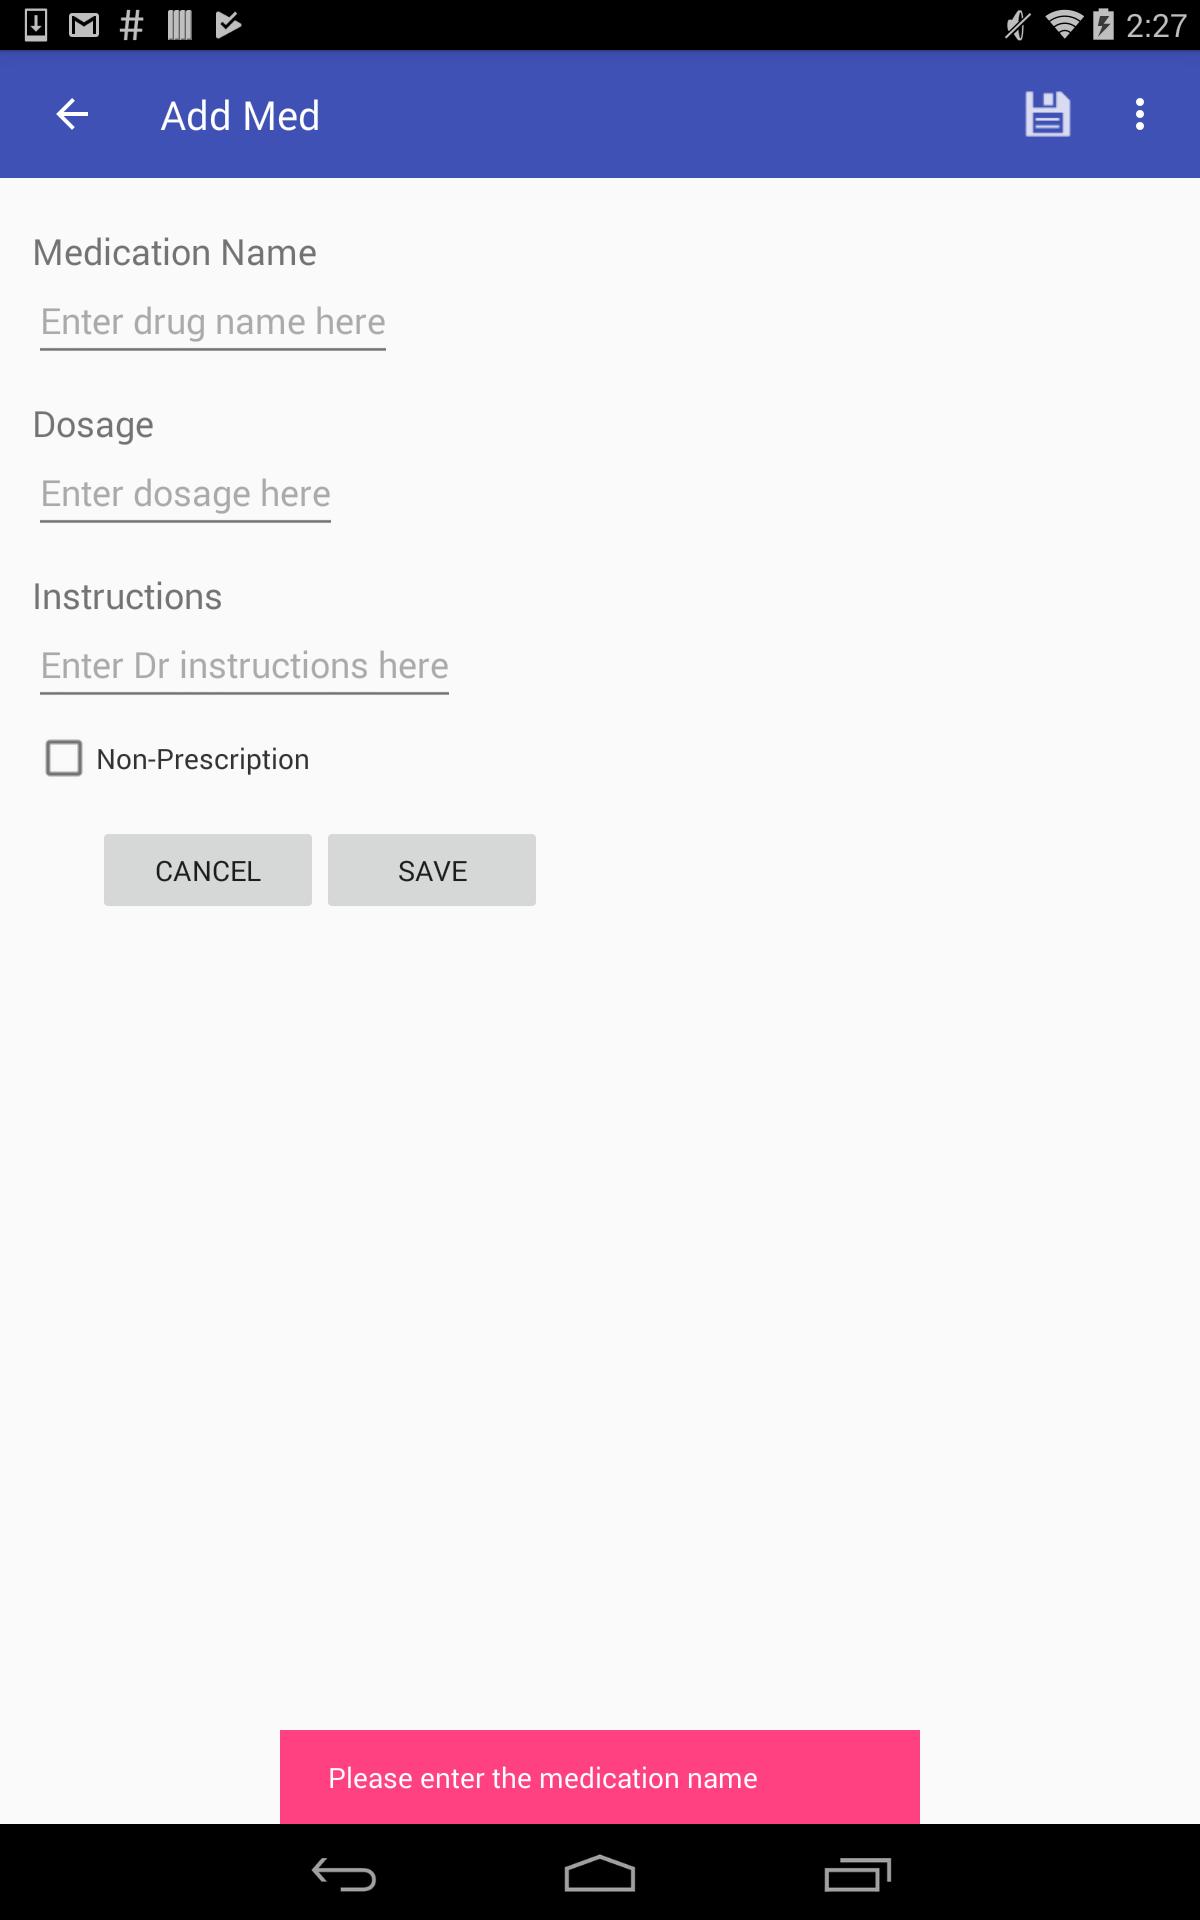 2:27
Add Med
Medication Name
Enter drug name here
Dosage
Enter dosage here
Instructions
Enter Dr instructions here
Non-Prescription
CANCEL SAVE
Please enter the medication name